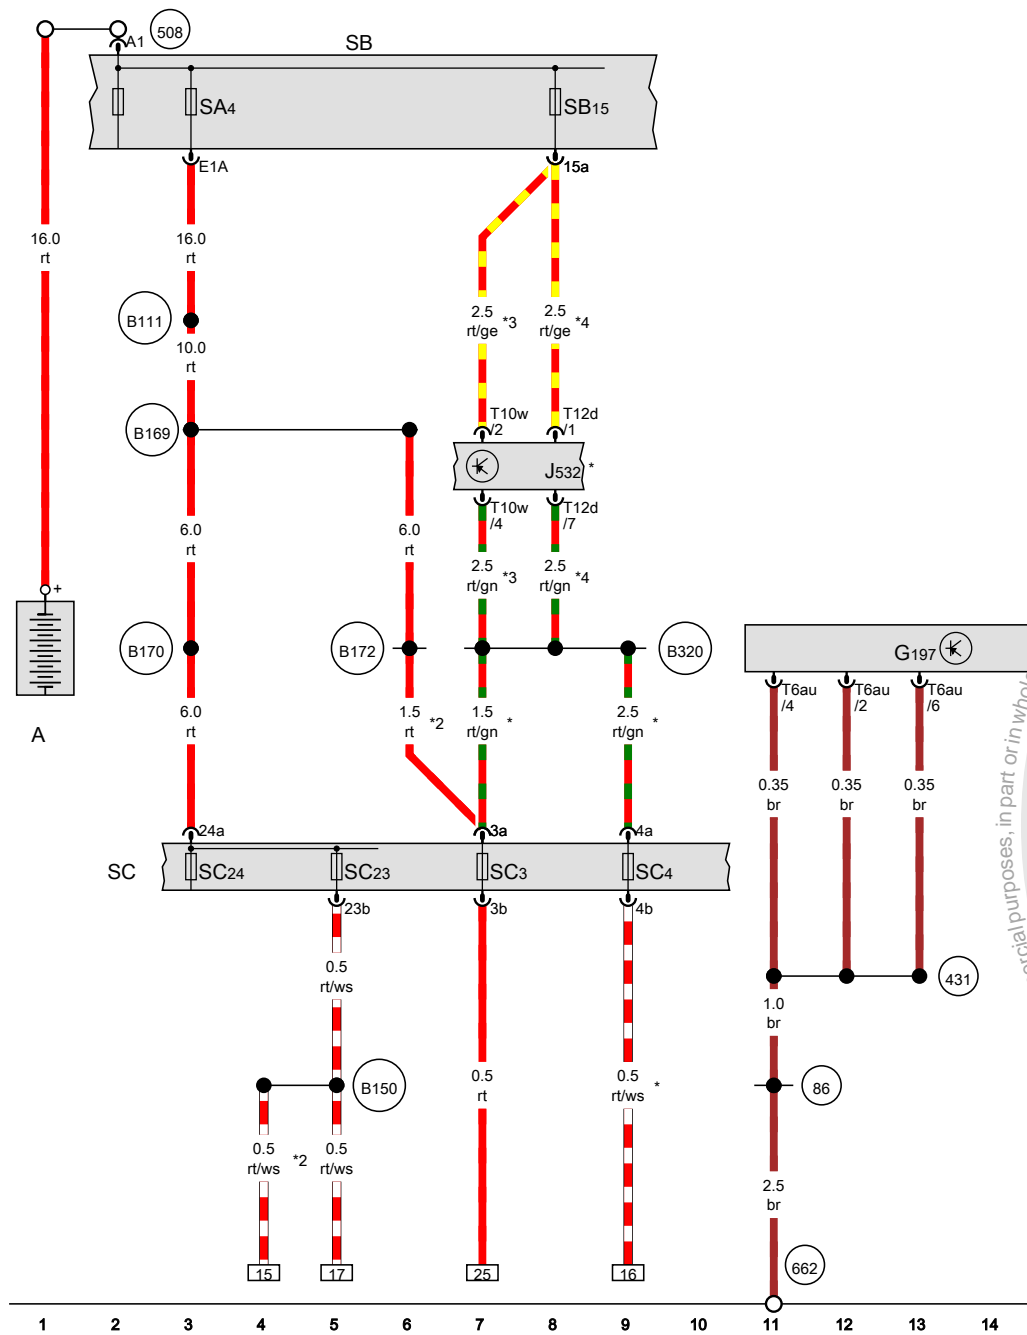 508
A1
SB
SA4
SB15
E1A
15a
16.0
rt
16.0
rt
2.5
rt/ge *3
2.5
rt/ge *4
B111
10.0
rt
B169
T10w
/2
T12d
/1
J532 *
T10w
/4
T12d
/7
6.0
rt
6.0
rt
2.5
rt/gn *3
2.5
rt/gn *4
+
A
B170
B172
B320
G197
T6au
/4
T6au
/2
T6au
/6
6.0
rt
1.5
rt *2
1.5
rt/gn *
2.5
rt/gn *
0.35
br
0.35
br
0.35
br
24a
3a
4a
SC
SC24
SC23
SC3
SC4
23b
3b
4b
0.5
rt/ws
431
1.0
br
B150
0.5
rt
0.5
rt/ws *
86
0.5
rt/ws *2
0.5
rt/ws
2.5
br
662
15
17
25
16
1 2 3 4 5 6 7 8 9 10 11 12 13 14
purposes, in part or in